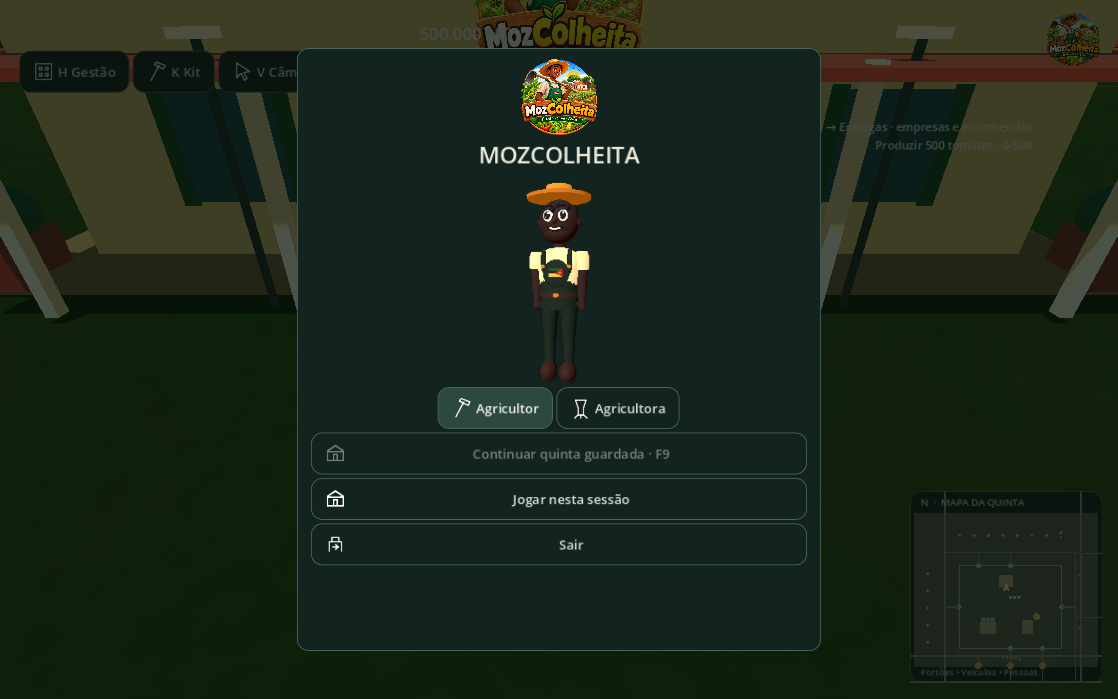 500.000
MozColheita
H Gestão
K Kit
V Câm
MozColheita
MozColheita
→ Entregas · empresas e encomendas
Produzir 500 tomates · 0/500
MOZCOLHEITA
Agricultor
Agricultora
Continuar quinta guardada · F9
Jogar nesta sessão
Sair
N · MAPA DA QUINTA
Portões • Veículos • Pessoas